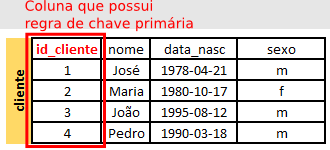 Coluna que possui
regra de chave primária
cliente
id_cliente nome data_nasc sexo
1 José 1978-04-21 m
2 Maria 1980-10-17 f
3 João 1995-08-12 m
4 Pedro 1990-03-18 m